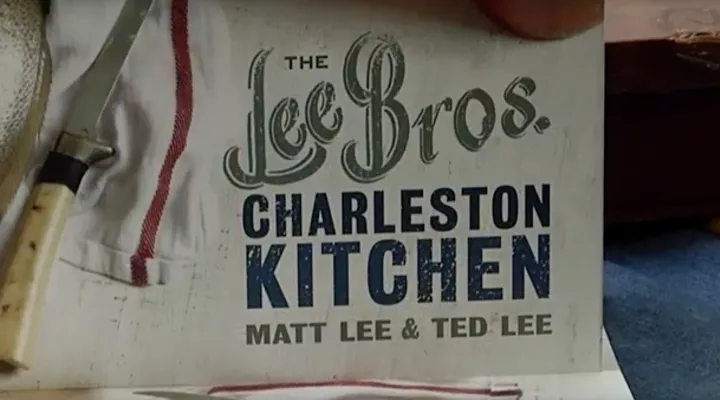 THE
Lee Bros.
CHARLESTON
KITCHEN
MATT LEE & TED LEE